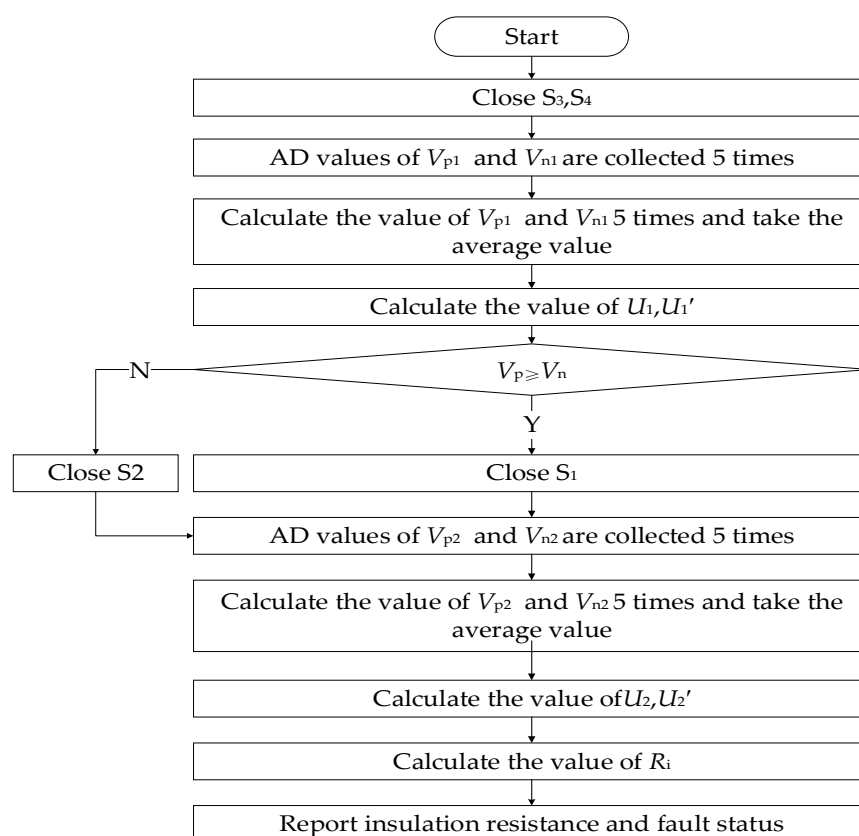 Start
Close S₃,S₄
AD values of Vₚ₁ and Vₙ₁ are collected 5 times
Calculate the value of Vₚ₁ and Vₙ₁ 5 times and take the
average value
Calculate the value of U₁,U₁′
N
Vₚ⩾Vₙ
Y
Close S2
Close S₁
AD values of Vₚ₂ and Vₙ₂ are collected 5 times
Calculate the value of Vₚ₂ and Vₙ₂ 5 times and take the
average value
Calculate the value of U₂,U₂′
Calculate the value of Rᵢ
Report insulation resistance and fault status